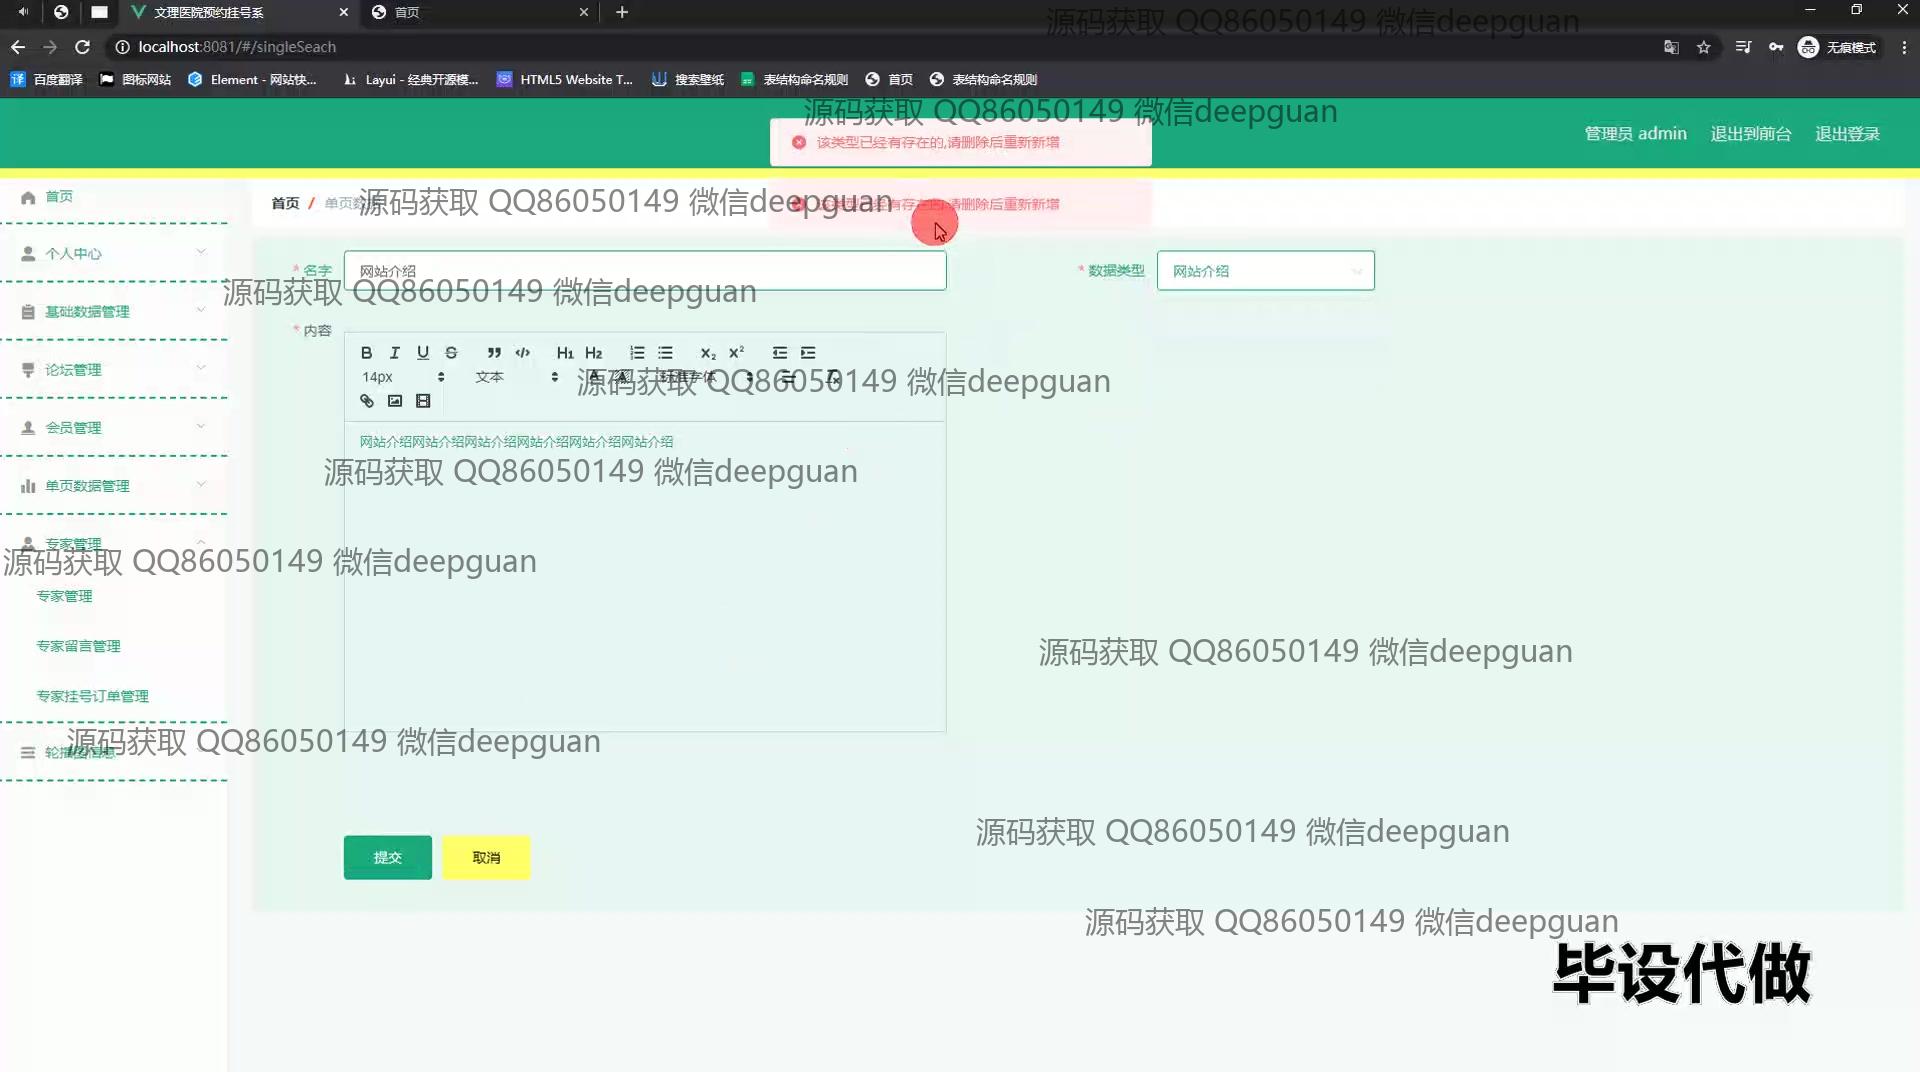 文理医院预约挂号系
首页
源码获取 QQ86050149 微信deepguan
localhost:8081/#/singleSeach
无痕模式
百度翻译
图标网站
Element - 网站快...
Layui - 经典开源模...
HTML5 Website T...
搜索壁纸
表结构命名规则
首页
表结构命名规则
源码获取 QQ86050149 微信deepguan
该类型已经有存在的,请删除后重新新增
管理员 admin
退出到前台
退出登录
首页
首页 / 单页数据
源码获取 QQ86050149 微信deepguan
请删除后重新新增
个人中心
* 名字
网站介绍
* 数据类型
网站介绍
源码获取 QQ86050149 微信deepguan
基础数据管理
* 内容
B I U S ” </> H1 H2 X2 X2
论坛管理
14px
文本
标准字体
源码获取 QQ86050149 微信deepguan
会员管理
网站介绍网站介绍网站介绍网站介绍网站介绍网站介绍
源码获取 QQ86050149 微信deepguan
单页数据管理
专家管理
源码获取 QQ86050149 微信deepguan
专家管理
专家留言管理
源码获取 QQ86050149 微信deepguan
专家挂号订单管理
源码获取 QQ86050149 微信deepguan
轮播图信息
源码获取 QQ86050149 微信deepguan
提交
取消
源码获取 QQ86050149 微信deepguan
毕设代做